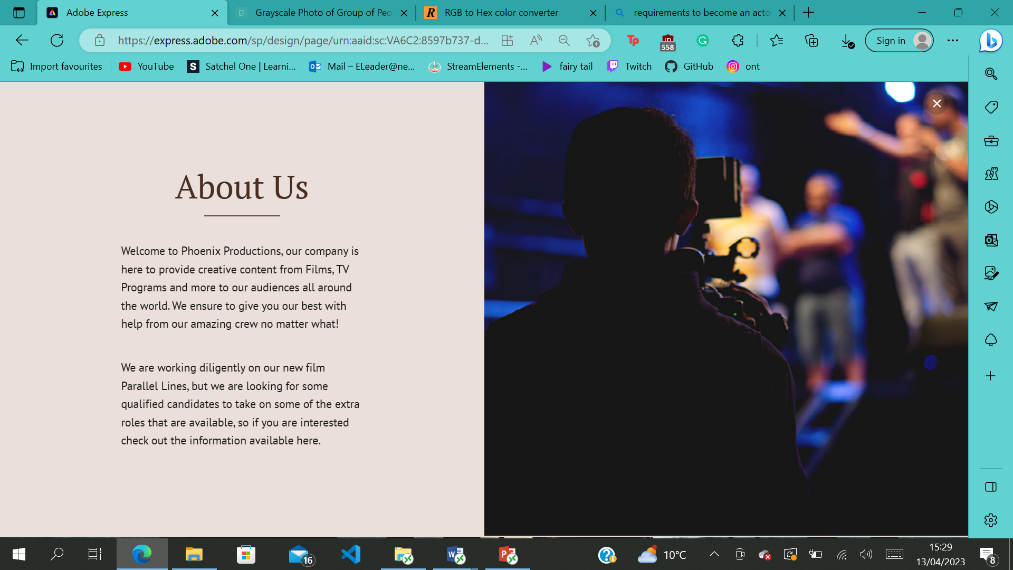 Adobe Express
Grayscale Photo of Group of Peo
RGB to Hex color converter
requirements to become an acto
https://express.adobe.com/sp/design/page/urn:aaid:sc:VA6C2:8597b737-d...
558
Sign in
Import favourites
YouTube
Satchel One | Learni...
Mail – ELeader@ne...
StreamElements -...
fairy tail
Twitch
GitHub
ont
About Us
Welcome to Phoenix Productions, our company is
here to provide creative content from Films, TV
Programs and more to our audiences all around
the world. We ensure to give you our best with
help from our amazing crew no matter what!
We are working diligently on our new film
Parallel Lines, but we are looking for some
qualified candidates to take on some of the extra
roles that are available, so if you are interested
check out the information available here.
16
10°C
15:29
13/04/2023
8